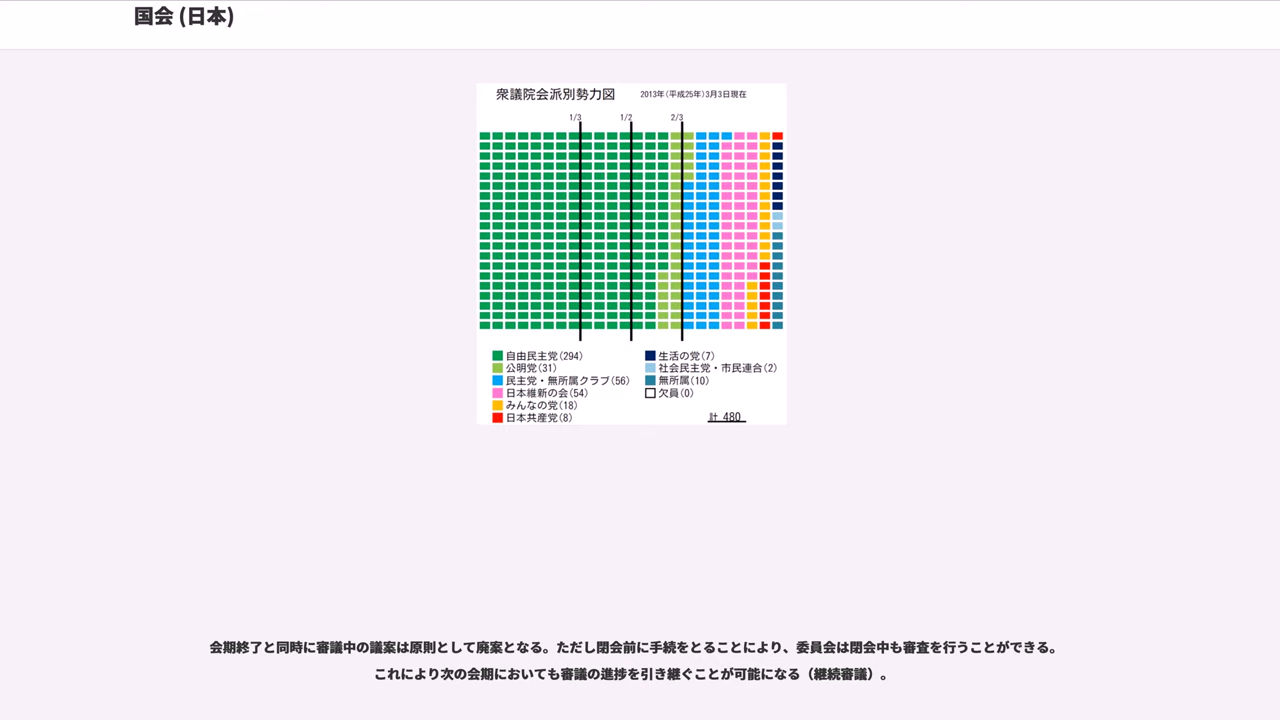 国会 (日本)
衆議院会派別勢力図 2013年(平成25年)3月3日現在
1/3 1/2 2/3
自由民主党(294)
公明党(31)
民主党・無所属クラブ(56)
日本維新の会(54)
みんなの党(18)
日本共産党(8)
生活の党(7)
社会民主党・市民連合(2)
無所属(10)
欠員(0)
計 480
会期終了と同時に審議中の議案は原則として廃案となる。ただし閉会前に手続をとることにより、委員会は閉会中も審査を行うことができる。
これにより次の会期においても審議の進捗を引き継ぐことが可能になる（継続審議）。